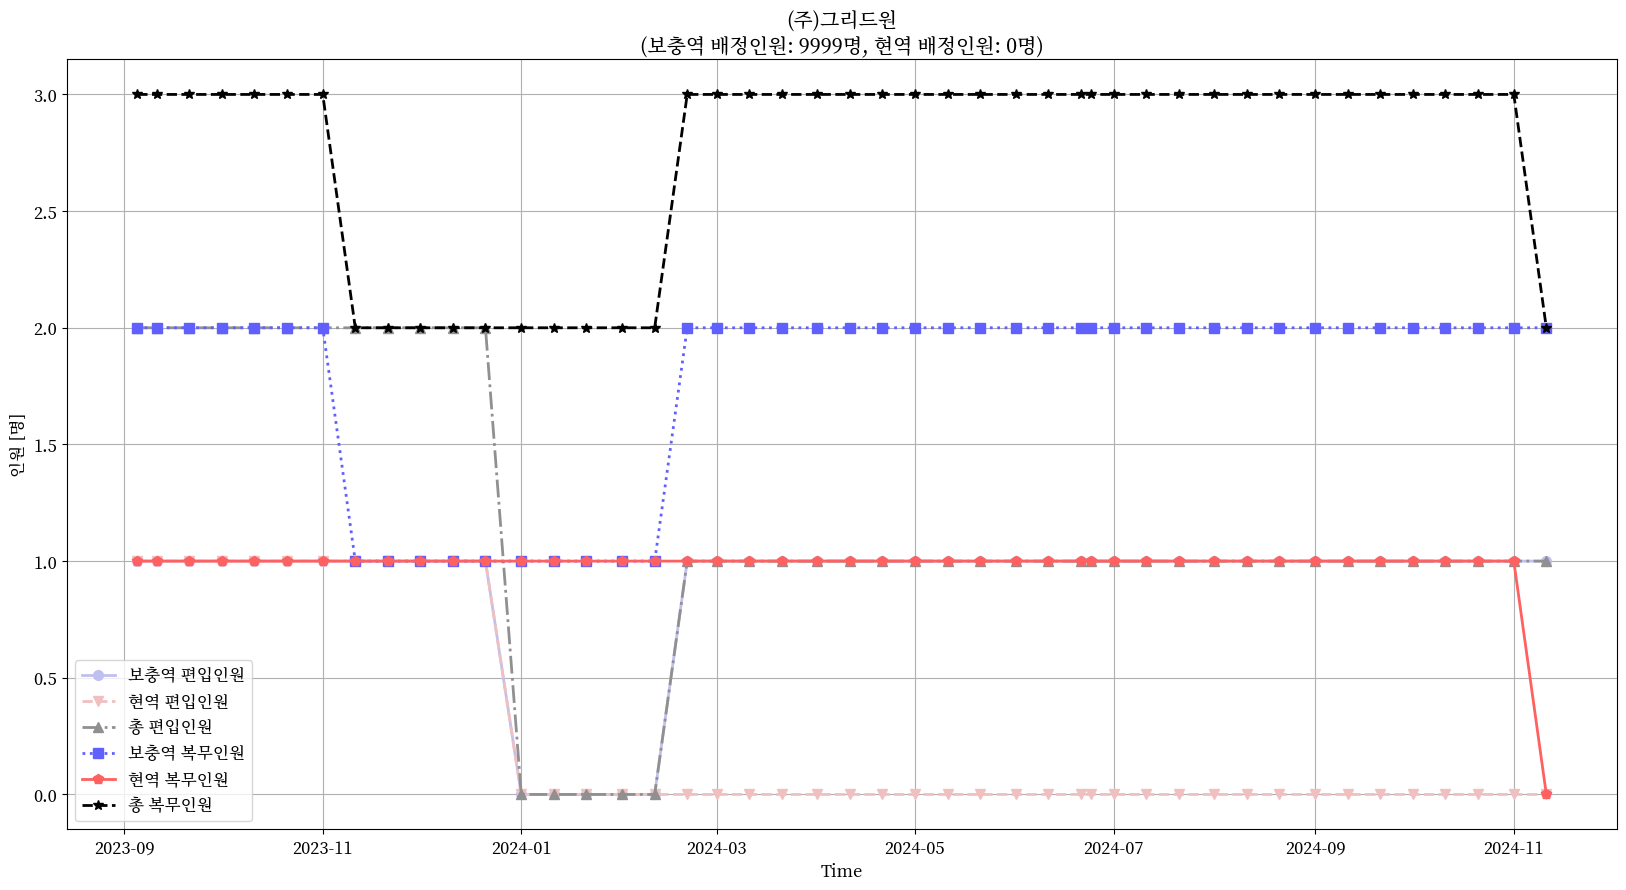 (주)그리드원
(보충역 배정인원: 9999명, 현역 배정인원: 0명)
인원 [명]
3.0
2.5
2.0
1.5
1.0
0.5
0.0
보충역 편입인원
현역 편입인원
총 편입인원
보충역 복무인원
현역 복무인원
총 복무인원
2023-09 2023-11 2024-01 2024-03 2024-05 2024-07 2024-09 2024-11
Time